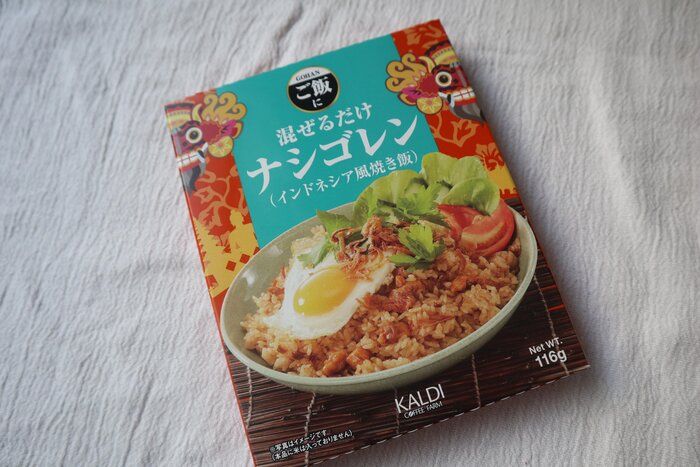 GOHAN
ご飯
に
混ぜるだけ
ナシゴレン
(インドネシア風焼き飯)
Net WT.
116g
KALDI
COFFEE FARM
※写真はイメージです
(本品に米は入っておりません)